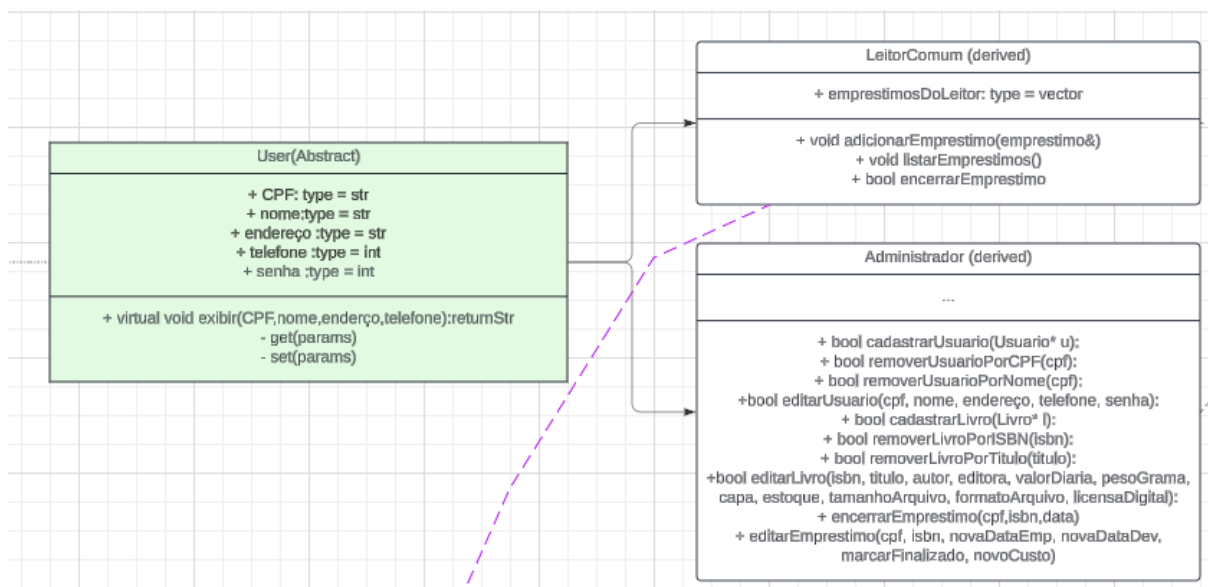 User(Abstract)
+ CPF: type = str
+ nome;type = str
+ endereço :type = str
+ telefone :type = int
+ senha ;type = int
+ virtual void exibir(CPF,nome,enderço,telefone):returnStr
- get(params)
- set(params)
LeitorComum (derived)
+ emprestimosDoLeitor: type = vector
+ void adicionarEmprestimo(emprestimo&)
+ void listarEmprestimos()
+ bool encerrarEmprestimo
Administrador (derived)
...
+ bool cadastrarUsuario(Usuario* u):
+ bool removerUsuarioPorCPF(cpf):
+ bool removerUsuarioPorNome(cpf):
+bool editarUsuario(cpf, nome, endereço, telefone, senha):
+ bool cadastrarLivro(Livro* l):
+ bool removerLivroPorISBN(isbn):
+ bool removerLivroPorTitulo(titulo):
+bool editarLivro(isbn, titulo, autor, editora, valorDiaria, pesoGrama,
capa, estoque, tamanhoArquivo, formatoArquivo, licensaDigital):
+ encerrarEmprestimo(cpf,isbn,data)
+ editarEmprestimo(cpf, isbn, novaDataEmp, novaDataDev,
marcarFinalizado, novoCusto)